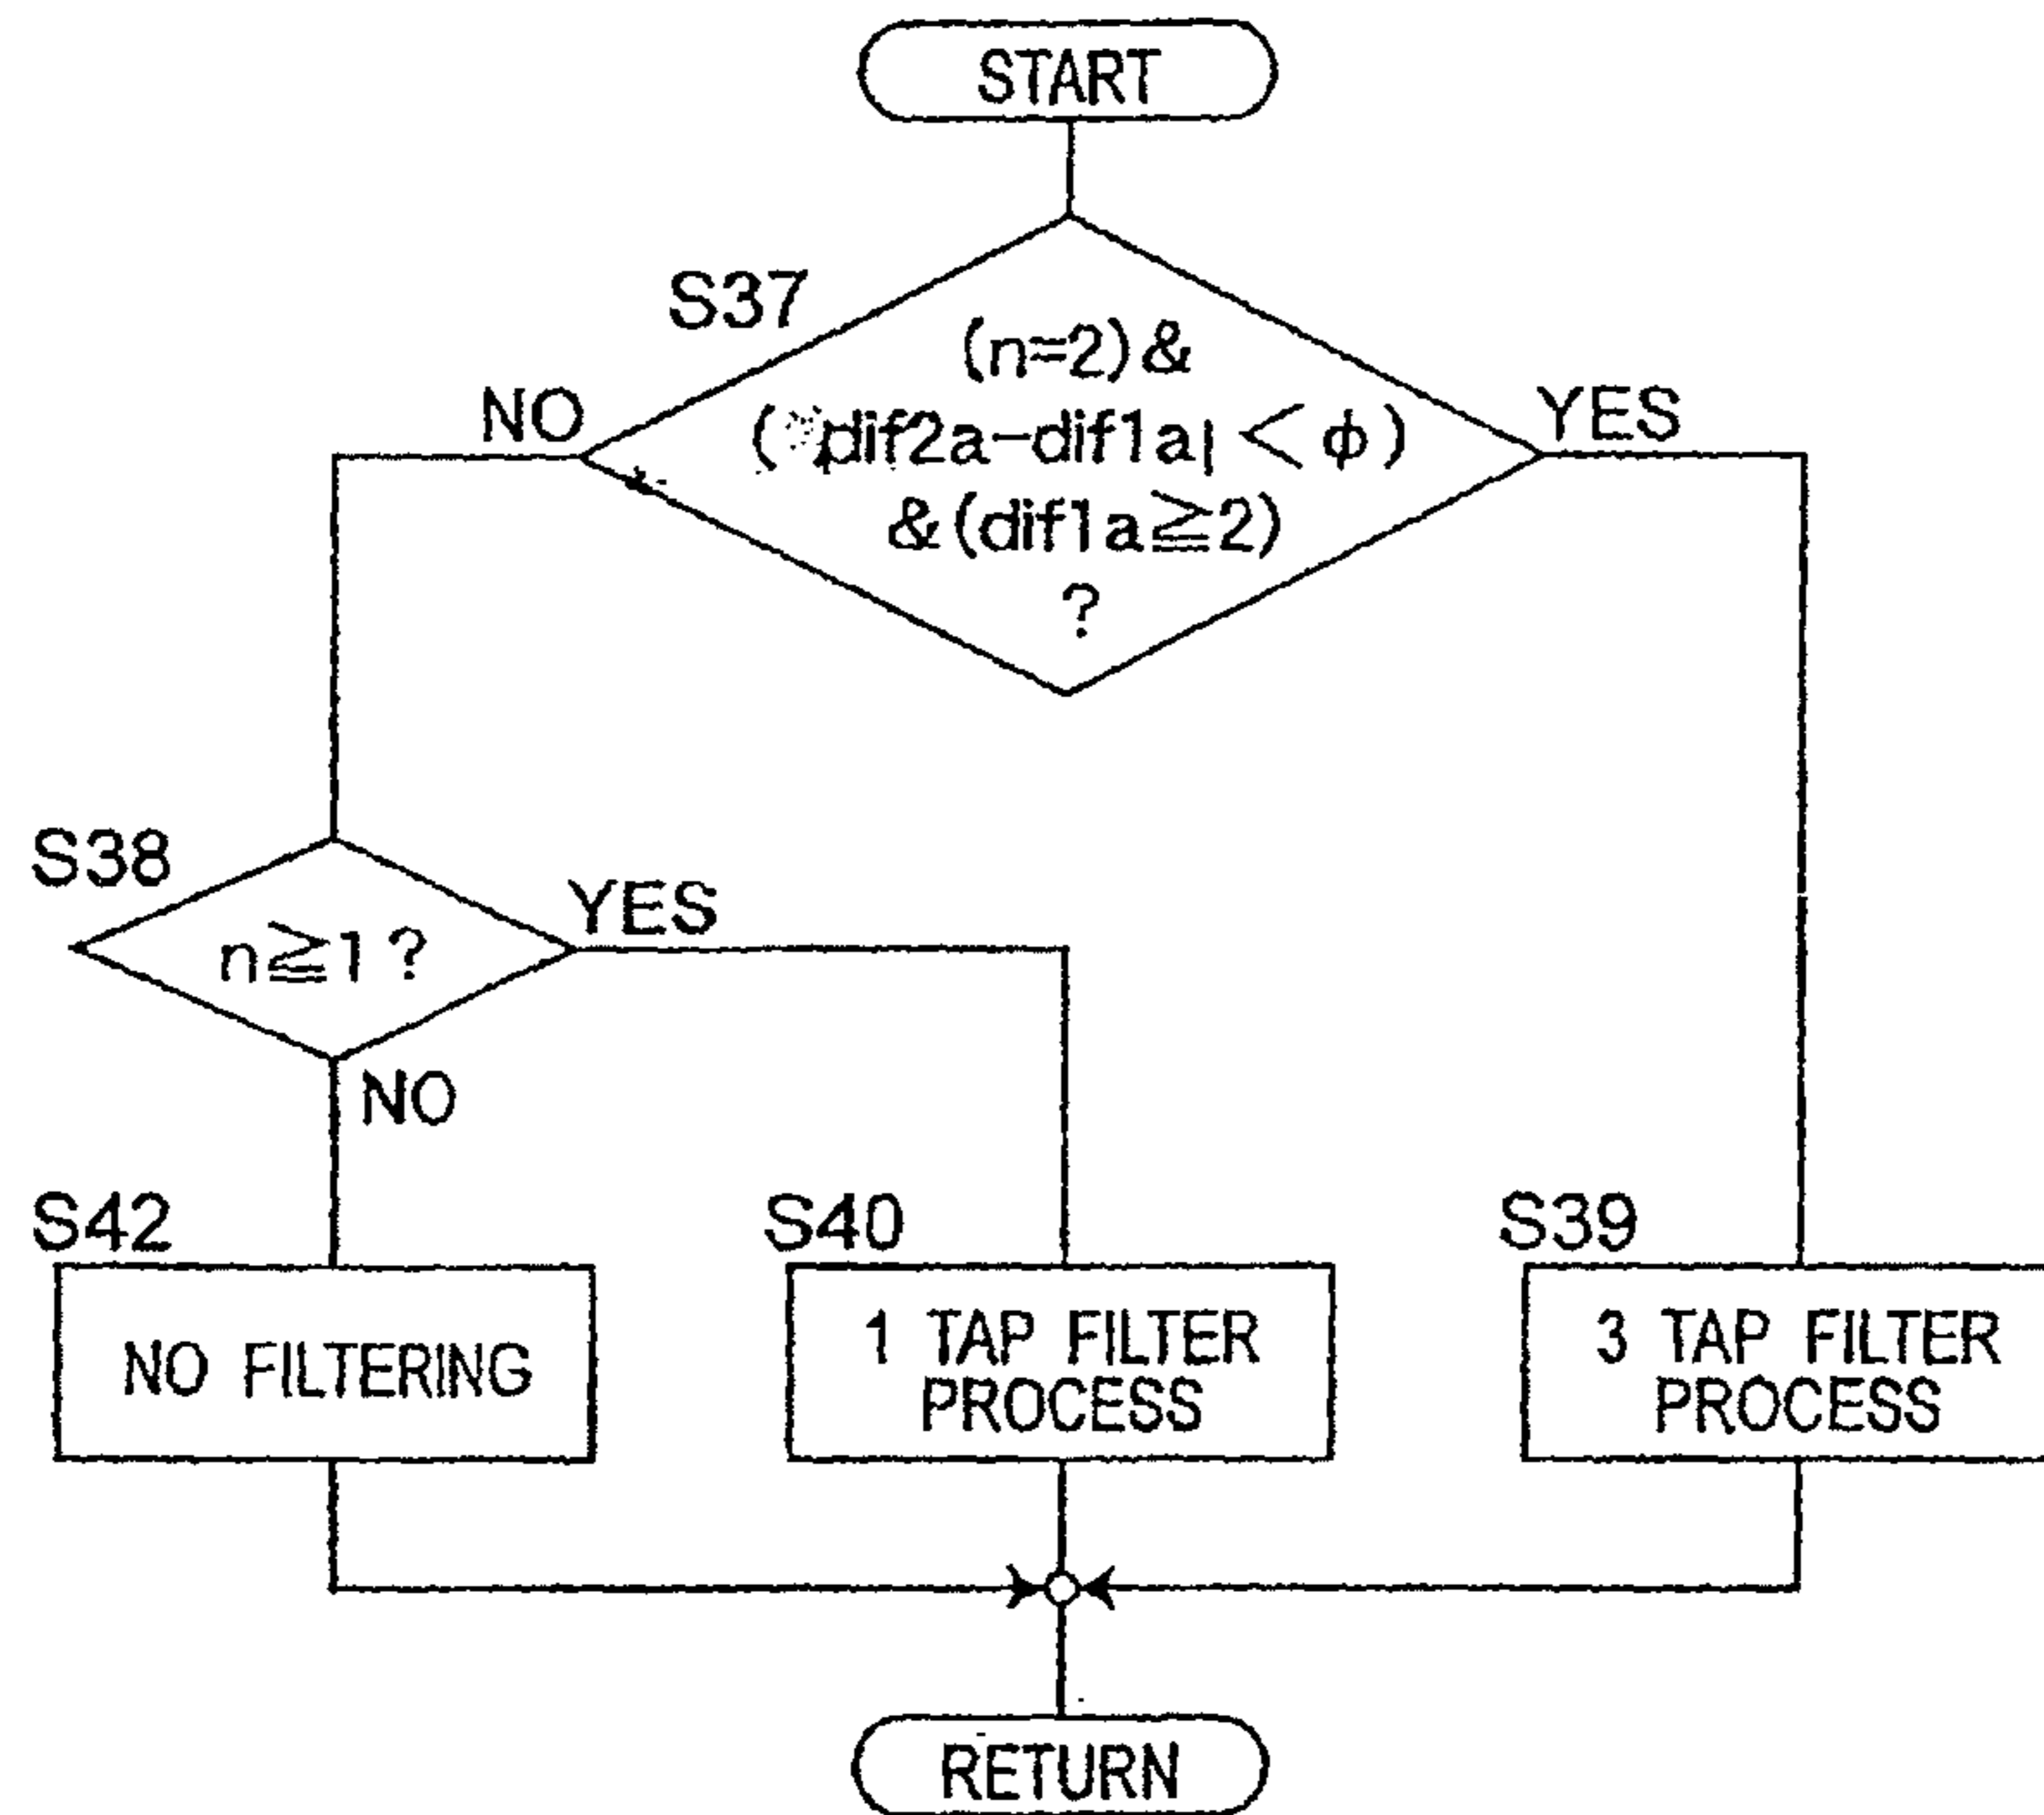 START
S37
(n=2)&
NO
(|dif2a-dif1a|<φ)
YES
&(dif1a≧2)
?
S38
YES
n≧1?
NO
S42
S40
S39
NO FILTERING
1 TAP FILTER
PROCESS
3 TAP FILTER
PROCESS
RETURN